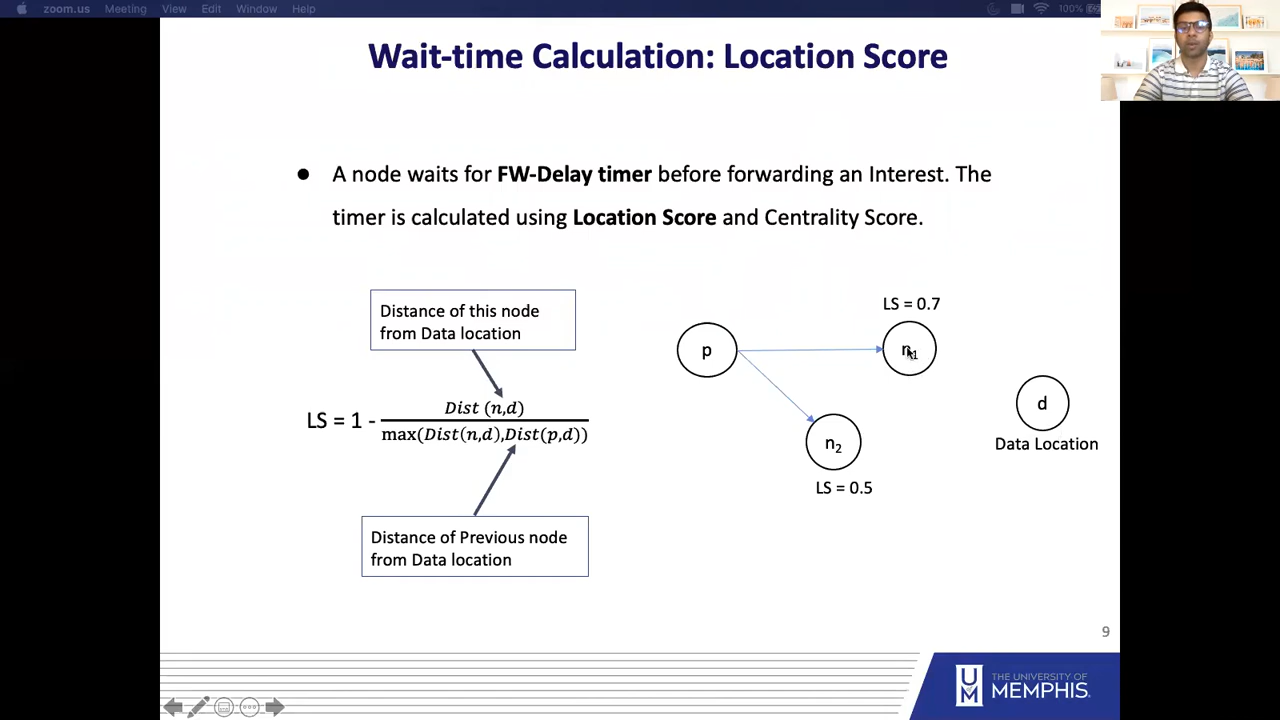 zoom.us Meeting View Edit Window Help 100%
Wait-time Calculation: Location Score
● A node waits for FW-Delay timer before forwarding an Interest. The
timer is calculated using Location Score and Centrality Score.
Distance of this node
from Data location
LS = 1 - Dist (n,d)
max(Dist(n,d),Dist(p,d))
Distance of Previous node
from Data location
LS = 0.7
p
n1
d
Data Location
n2
LS = 0.5
9
UM
THE UNIVERSITY OF
MEMPHIS.